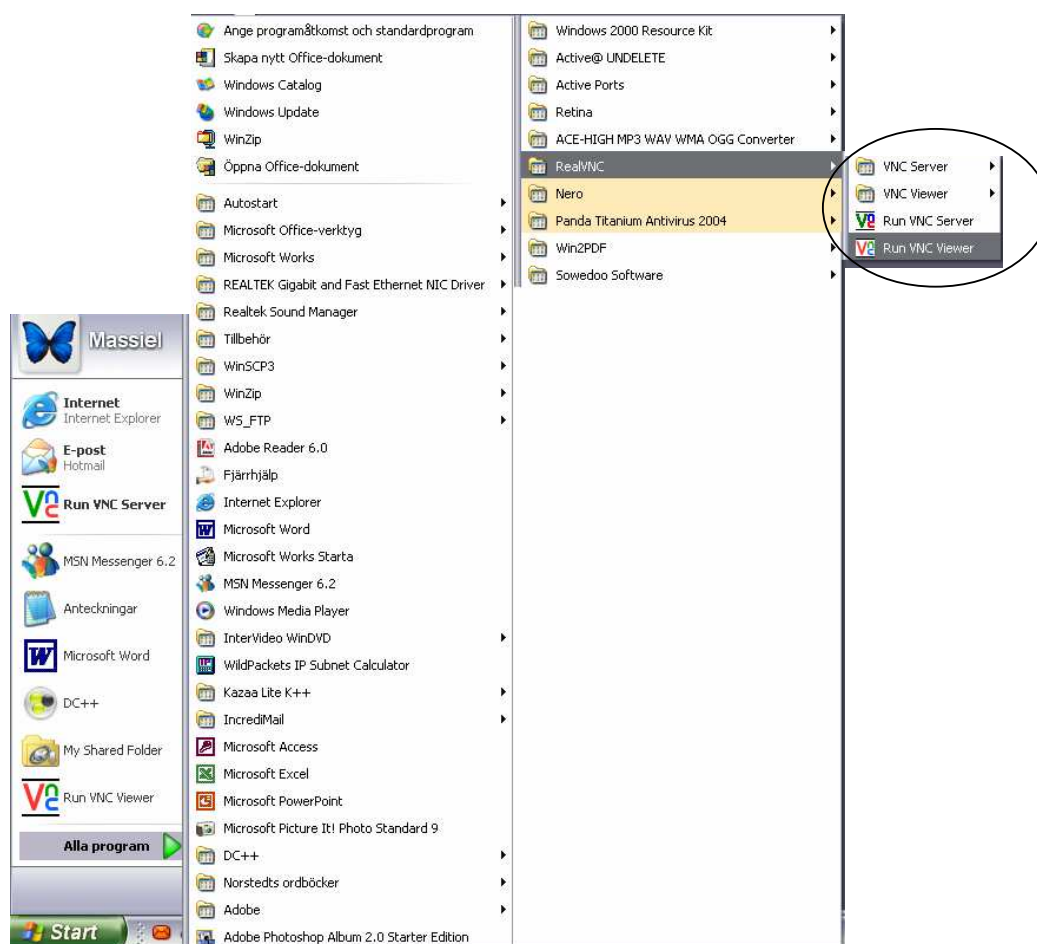 Massiel
Internet
Internet Explorer
E-post
Hotmail
Run VNC Server
MSN Messenger 6.2
Anteckningar
Microsoft Word
DC++
My Shared Folder
Run VNC Viewer
Alla program
Start
Ange programåtkomst och standardprogram
Skapa nytt Office-dokument
Windows Catalog
Windows Update
WinZip
Öppna Office-dokument
Autostart
Microsoft Office-verktyg
Microsoft Works
REALTEK Gigabit and Fast Ethernet NIC Driver
Realtek Sound Manager
Tillbehör
WinSCP3
WinZip
WS_FTP
Adobe Reader 6.0
Fjärrhjälp
Internet Explorer
Microsoft Word
Microsoft Works Starta
MSN Messenger 6.2
Windows Media Player
InterVideo WinDVD
WildPackets IP Subnet Calculator
Kazaa Lite K++
IncrediMail
Microsoft Access
Microsoft Excel
Microsoft PowerPoint
Microsoft Picture It! Photo Standard 9
DC++
Norstedts ordböcker
Adobe
Adobe Photoshop Album 2.0 Starter Edition
Windows 2000 Resource Kit
Active@ UNDELETE
Active Ports
Retina
ACE-HIGH MP3 WAV WMA OGG Converter
RealVNC
Nero
Panda Titanium Antivirus 2004
Win2PDF
Sowedoo Software
VNC Server
VNC Viewer
Run VNC Server
Run VNC Viewer